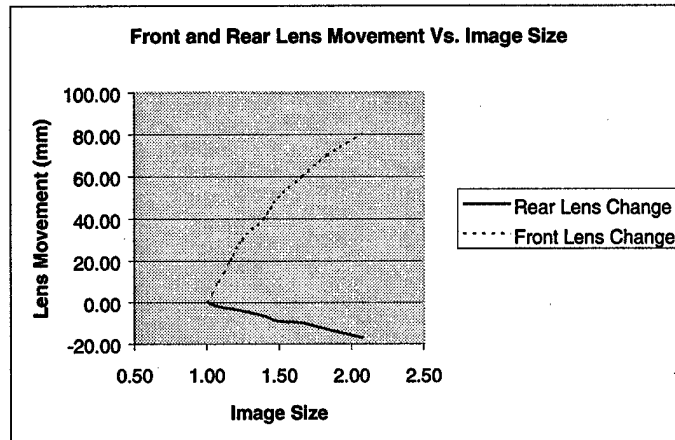 Front and Rear Lens Movement Vs. Image Size
100.00
80.00
60.00
40.00
20.00
0.00
-20.00
Lens Movement (mm)
0.50 1.00 1.50 2.00 2.50
Image Size
Rear Lens Change
Front Lens Change